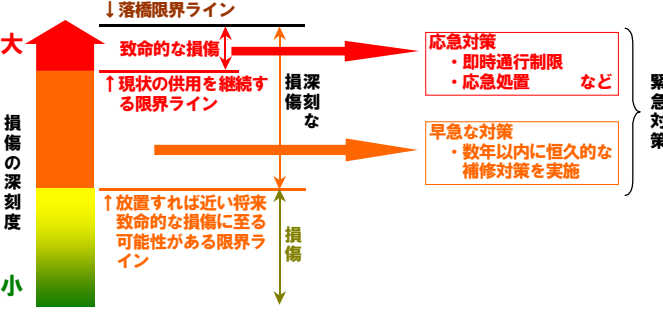 ↓落橋限界ライン
大
致命的な損傷
↑現状の供用を継続す
る限界ライン
深刻な
損傷
応急対策
・即時通行制限
・応急処置 など
早急な対策
・数年以内に恒久的な
補修対策を実施
緊急対策
損傷の深刻度
↑放置すれば近い将来
致命的な損傷に至る
可能性がある限界ラ
イン
損傷
小